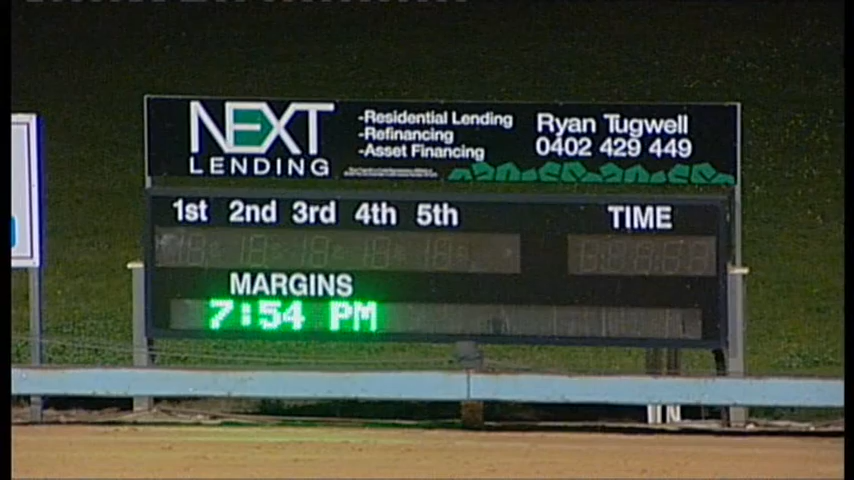 NEXT
LENDING
-Residential Lending
-Refinancing
-Asset Financing
Ryan Tugwell
0402 429 449
1st 2nd 3rd 4th 5th TIME
MARGINS
7:54 PM